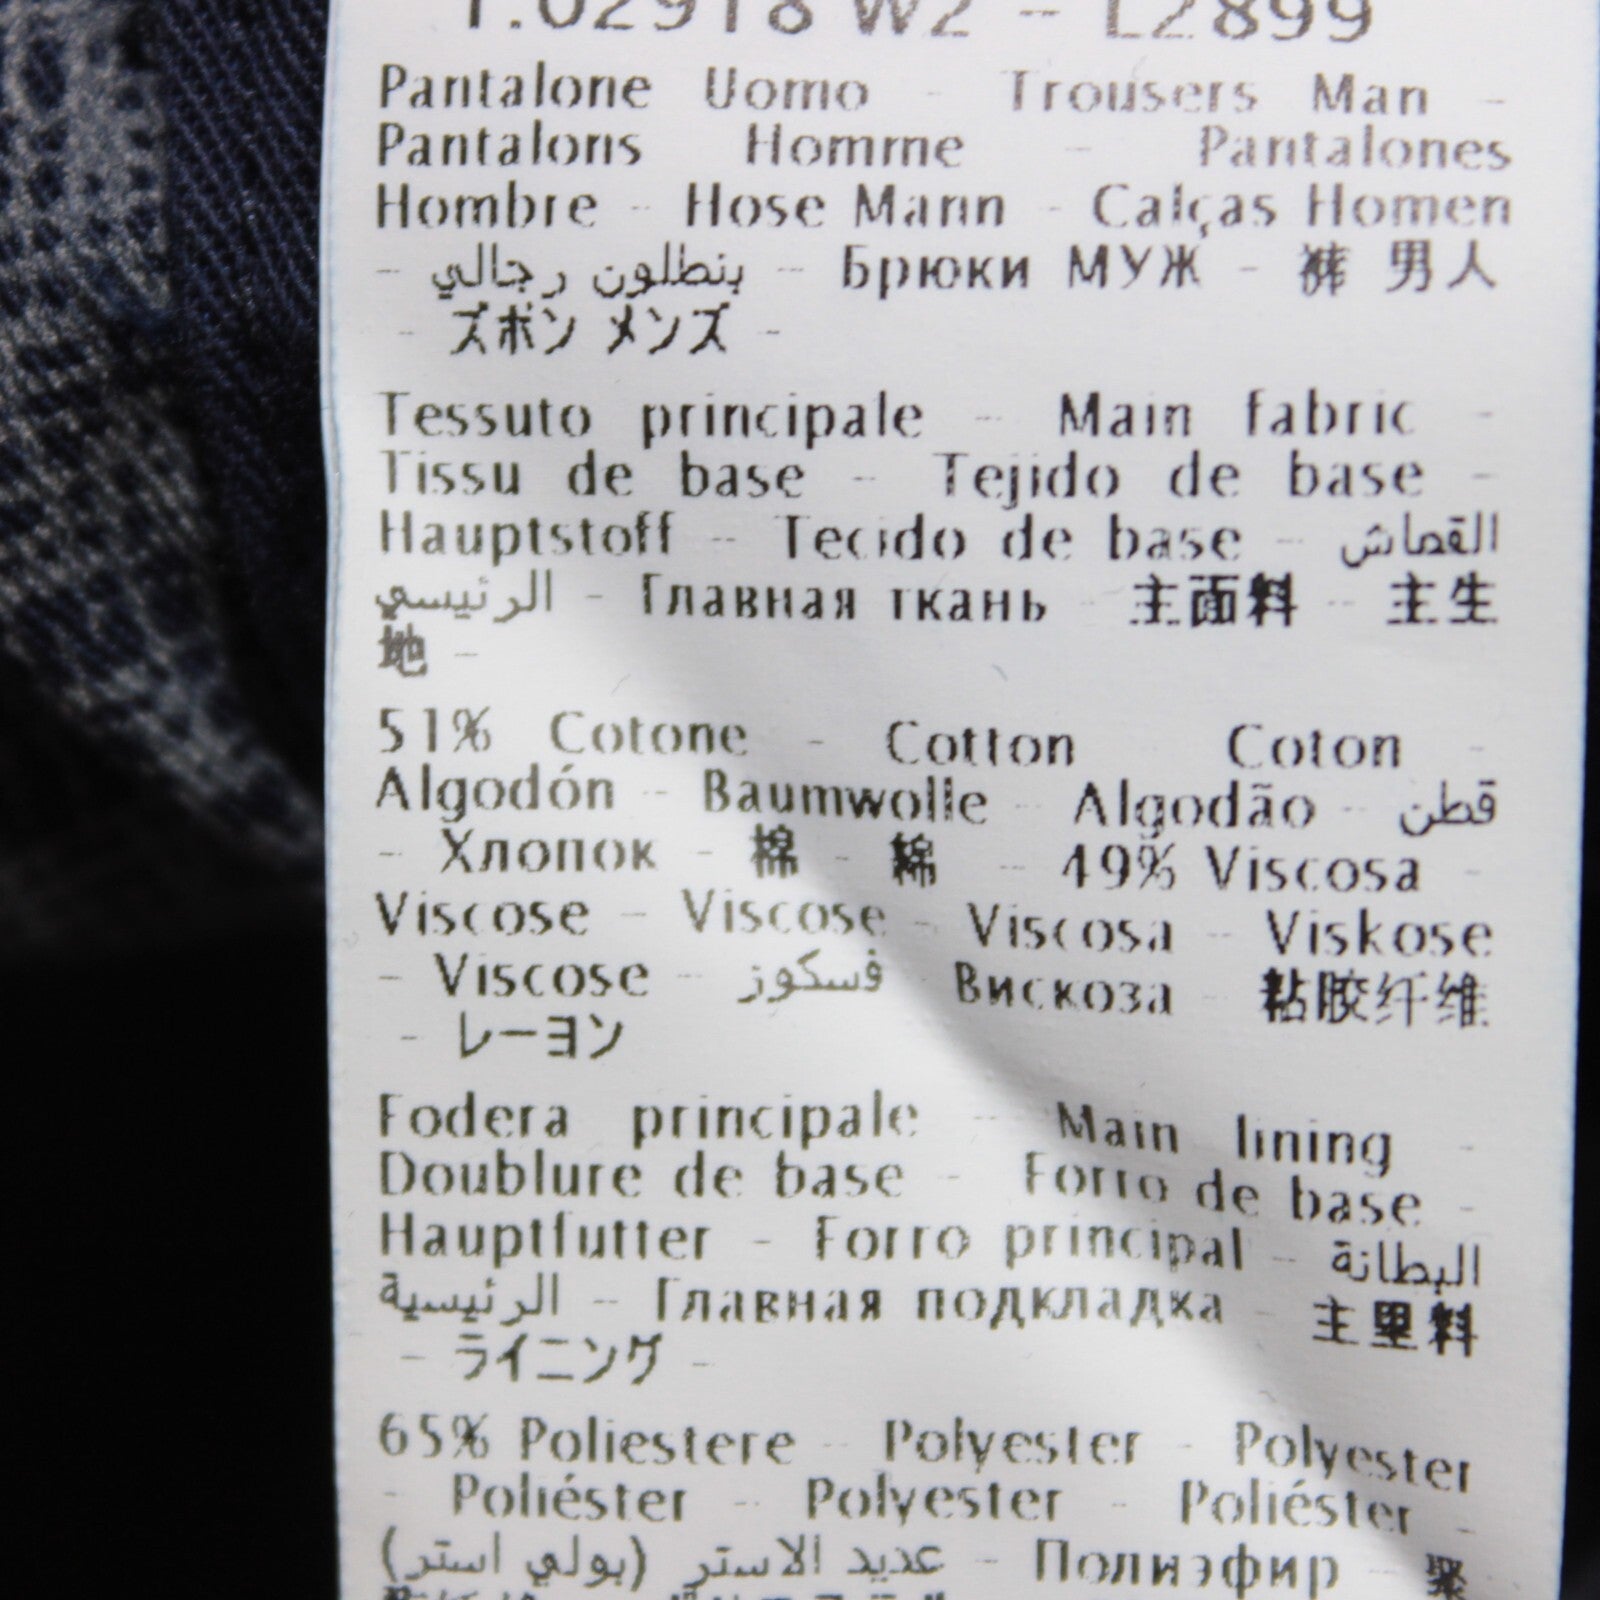 1.02918 W2 - L2899
Pantalone Uomo - Trousers Man -
Pantalons Homme - Pantalones
Hombre - Hose Mann - Calças Homen
- بنطلون رجالي - Брюки МУЖ - 裤 男人
- ズボン メンズ -
Tessuto principale - Main fabric -
Tissu de base - Tejido de base -
Hauptstoff - Tecido de base - القماش
الرئيسي - Главная ткань - 主面料 - 主生
地 -
51% Cotone - Cotton - Coton -
Algodón - Baumwolle - Algodão - قطن
- Хлопок - 棉 - 綿 - 49% Viscosa -
Viscose - Viscose - Viscosa - Viskose
- Viscose - فسكوز - Вискоза - 粘胶纤维
- レーヨン
Fodera principale - Main lining -
Doublure de base - Forro de base -
Hauptfutter - Forro principal - البطانة
الرئيسية - Главная подкладка - 主里料
- ライニング -
65% Poliestere - Polyester - Polyester
- Poliéster - Polyester - Poliéster -
عديد الاستر (بولي استر) - Полиэфир - 聚